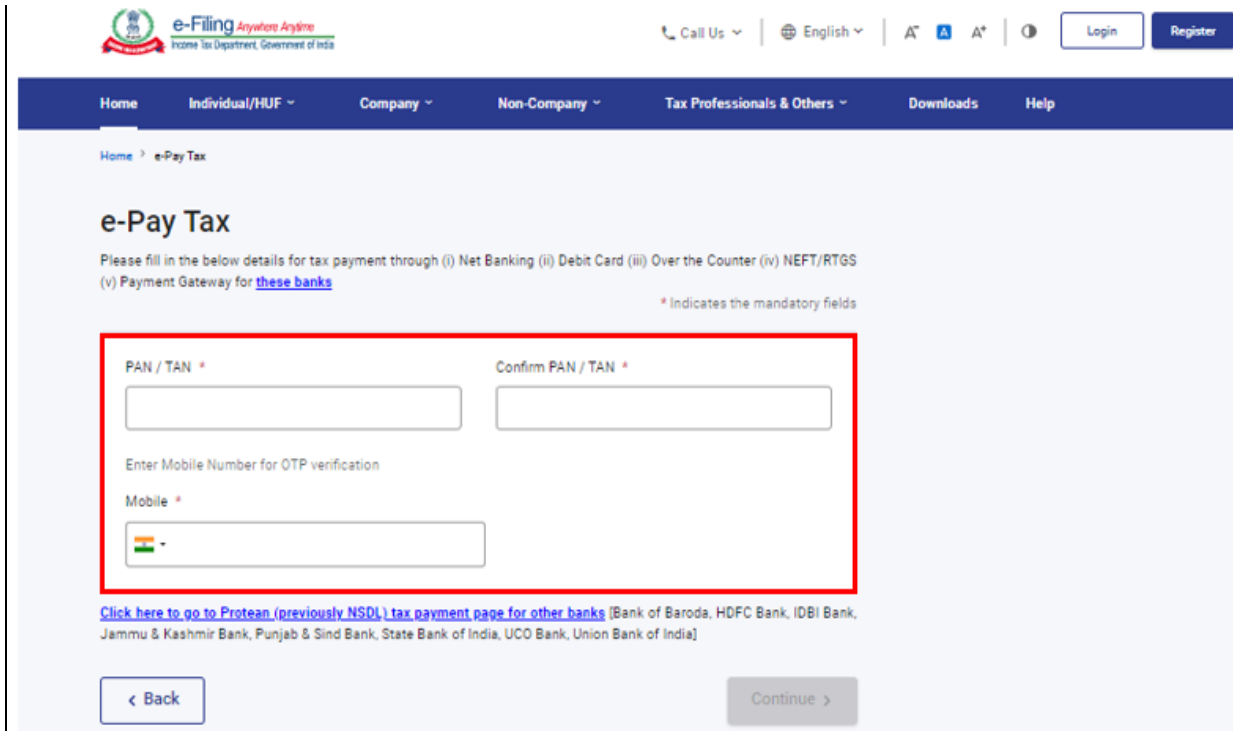 e-Filing Anywhere Anytime
Income Tax Department, Government of India
Call Us
English
A-
A
A+
Login
Register
Home
Individual/HUF
Company
Non-Company
Tax Professionals & Others
Downloads
Help
Home > e-Pay Tax
e-Pay Tax
Please fill in the below details for tax payment through (i) Net Banking (ii) Debit Card (iii) Over the Counter (iv) NEFT/RTGS
(v) Payment Gateway for these banks
* Indicates the mandatory fields
PAN / TAN *
Confirm PAN / TAN *
Enter Mobile Number for OTP verification
Mobile *
Click here to go to Protean (previously NSDL) tax payment page for other banks [Bank of Baroda, HDFC Bank, IDBI Bank,
Jammu & Kashmir Bank, Punjab & Sind Bank, State Bank of India, UCO Bank, Union Bank of India]
< Back
Continue >